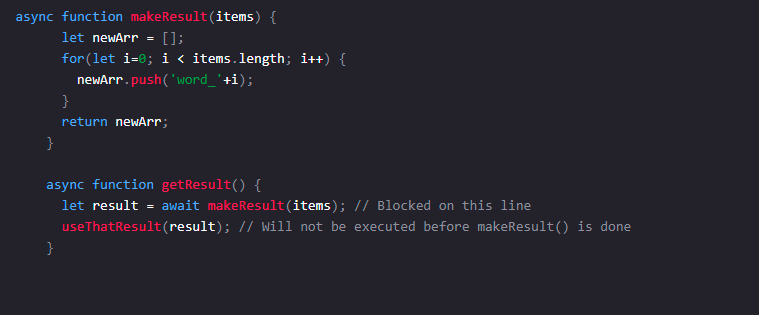 async function makeResult(items) {
let newArr = [];
for(let i=0; i < items.length; i++) {
newArr.push('word_'+i);
}
return newArr;
}
async function getResult() {
let result = await makeResult(items); // Blocked on this line
useThatResult(result); // Will not be executed before makeResult() is done
}